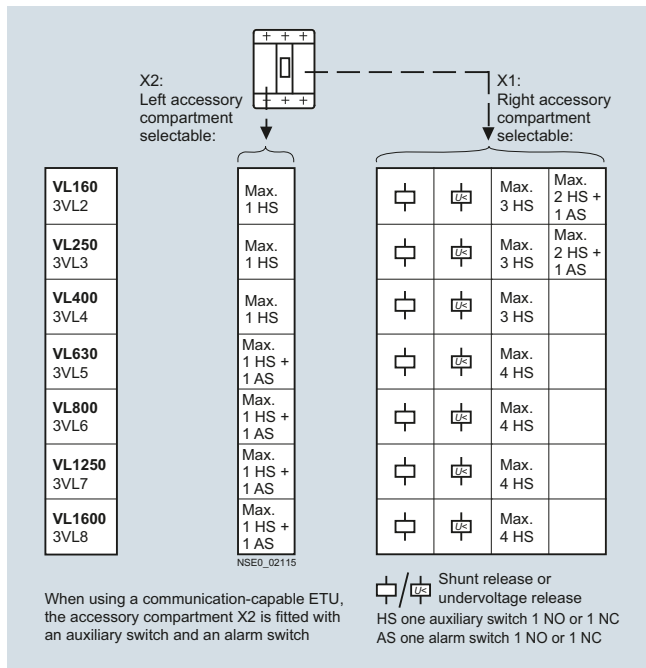 X2:
Left accessory
compartment
selectable:
X1:
Right accessory
compartment
selectable:
VL160
3VL2
Max.
1 HS
U<
Max.
3 HS
Max.
2 HS +
1 AS
VL250
3VL3
Max.
1 HS
U<
Max.
3 HS
Max.
2 HS +
1 AS
VL400
3VL4
Max.
1 HS
U<
Max.
3 HS
VL630
3VL5
Max.
1 HS +
1 AS
U<
Max.
4 HS
VL800
3VL6
Max.
1 HS +
1 AS
U<
Max.
4 HS
VL1250
3VL7
Max.
1 HS +
1 AS
U<
Max.
4 HS
VL1600
3VL8
Max.
1 HS +
1 AS
U<
Max.
4 HS
NSE0_02115
When using a communication-capable ETU,
the accessory compartment X2 is fitted with
an auxiliary switch and an alarm switch
/ U< Shunt release or
undervoltage release
HS one auxiliary switch 1 NO or 1 NC
AS one alarm switch 1 NO or 1 NC